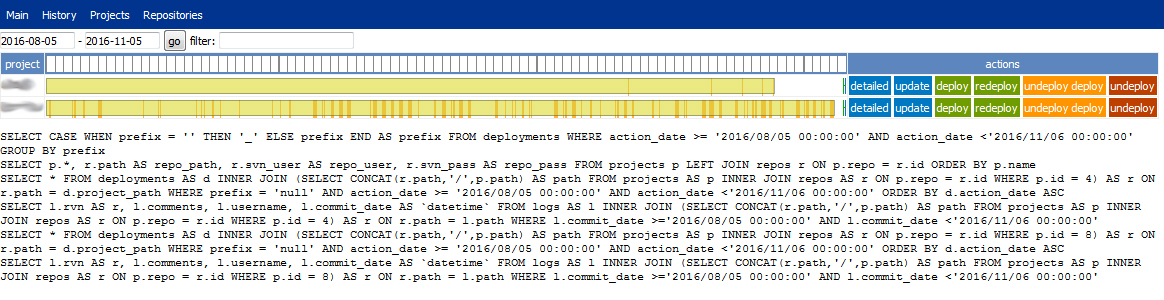 Main History Projects Repositories
2016-08-05 - 2016-11-05 go filter:
project actions
detailed update deploy redeploy undeploy deploy undeploy
detailed update deploy redeploy undeploy deploy undeploy
SELECT CASE WHEN prefix = '' THEN '_' ELSE prefix END AS prefix FROM deployments WHERE action_date >= '2016/08/05 00:00:00' AND action_date <'2016/11/06 00:00:00'
GROUP BY prefix
SELECT p.*, r.path AS repo_path, r.svn_user AS repo_user, r.svn_pass AS repo_pass FROM projects p LEFT JOIN repos r ON p.repo = r.id ORDER BY p.name
SELECT * FROM deployments AS d INNER JOIN (SELECT CONCAT(r.path,'/',p.path) AS path FROM projects AS p INNER JOIN repos AS r ON p.repo = r.id WHERE p.id = 4) AS r ON
r.path = d.project_path WHERE prefix = 'null' AND action_date >= '2016/08/05 00:00:00' AND action_date <'2016/11/06 00:00:00' ORDER BY d.action_date ASC
SELECT l.rvn AS r, l.comments, l.username, l.commit_date AS `datetime` FROM logs AS l INNER JOIN (SELECT CONCAT(r.path,'/',p.path) AS path FROM projects AS p INNER
JOIN repos AS r ON p.repo = r.id WHERE p.id = 4) AS r ON r.path = l.path WHERE l.commit_date >='2016/08/05 00:00:00' AND l.commit_date <'2016/11/06 00:00:00'
SELECT * FROM deployments AS d INNER JOIN (SELECT CONCAT(r.path,'/',p.path) AS path FROM projects AS p INNER JOIN repos AS r ON p.repo = r.id WHERE p.id = 8) AS r ON
r.path = d.project_path WHERE prefix = 'null' AND action_date >= '2016/08/05 00:00:00' AND action_date <'2016/11/06 00:00:00' ORDER BY d.action_date ASC
SELECT l.rvn AS r, l.comments, l.username, l.commit_date AS `datetime` FROM logs AS l INNER JOIN (SELECT CONCAT(r.path,'/',p.path) AS path FROM projects AS p INNER
JOIN repos AS r ON p.repo = r.id WHERE p.id = 8) AS r ON r.path = l.path WHERE l.commit_date >='2016/08/05 00:00:00' AND l.commit_date <'2016/11/06 00:00:00'